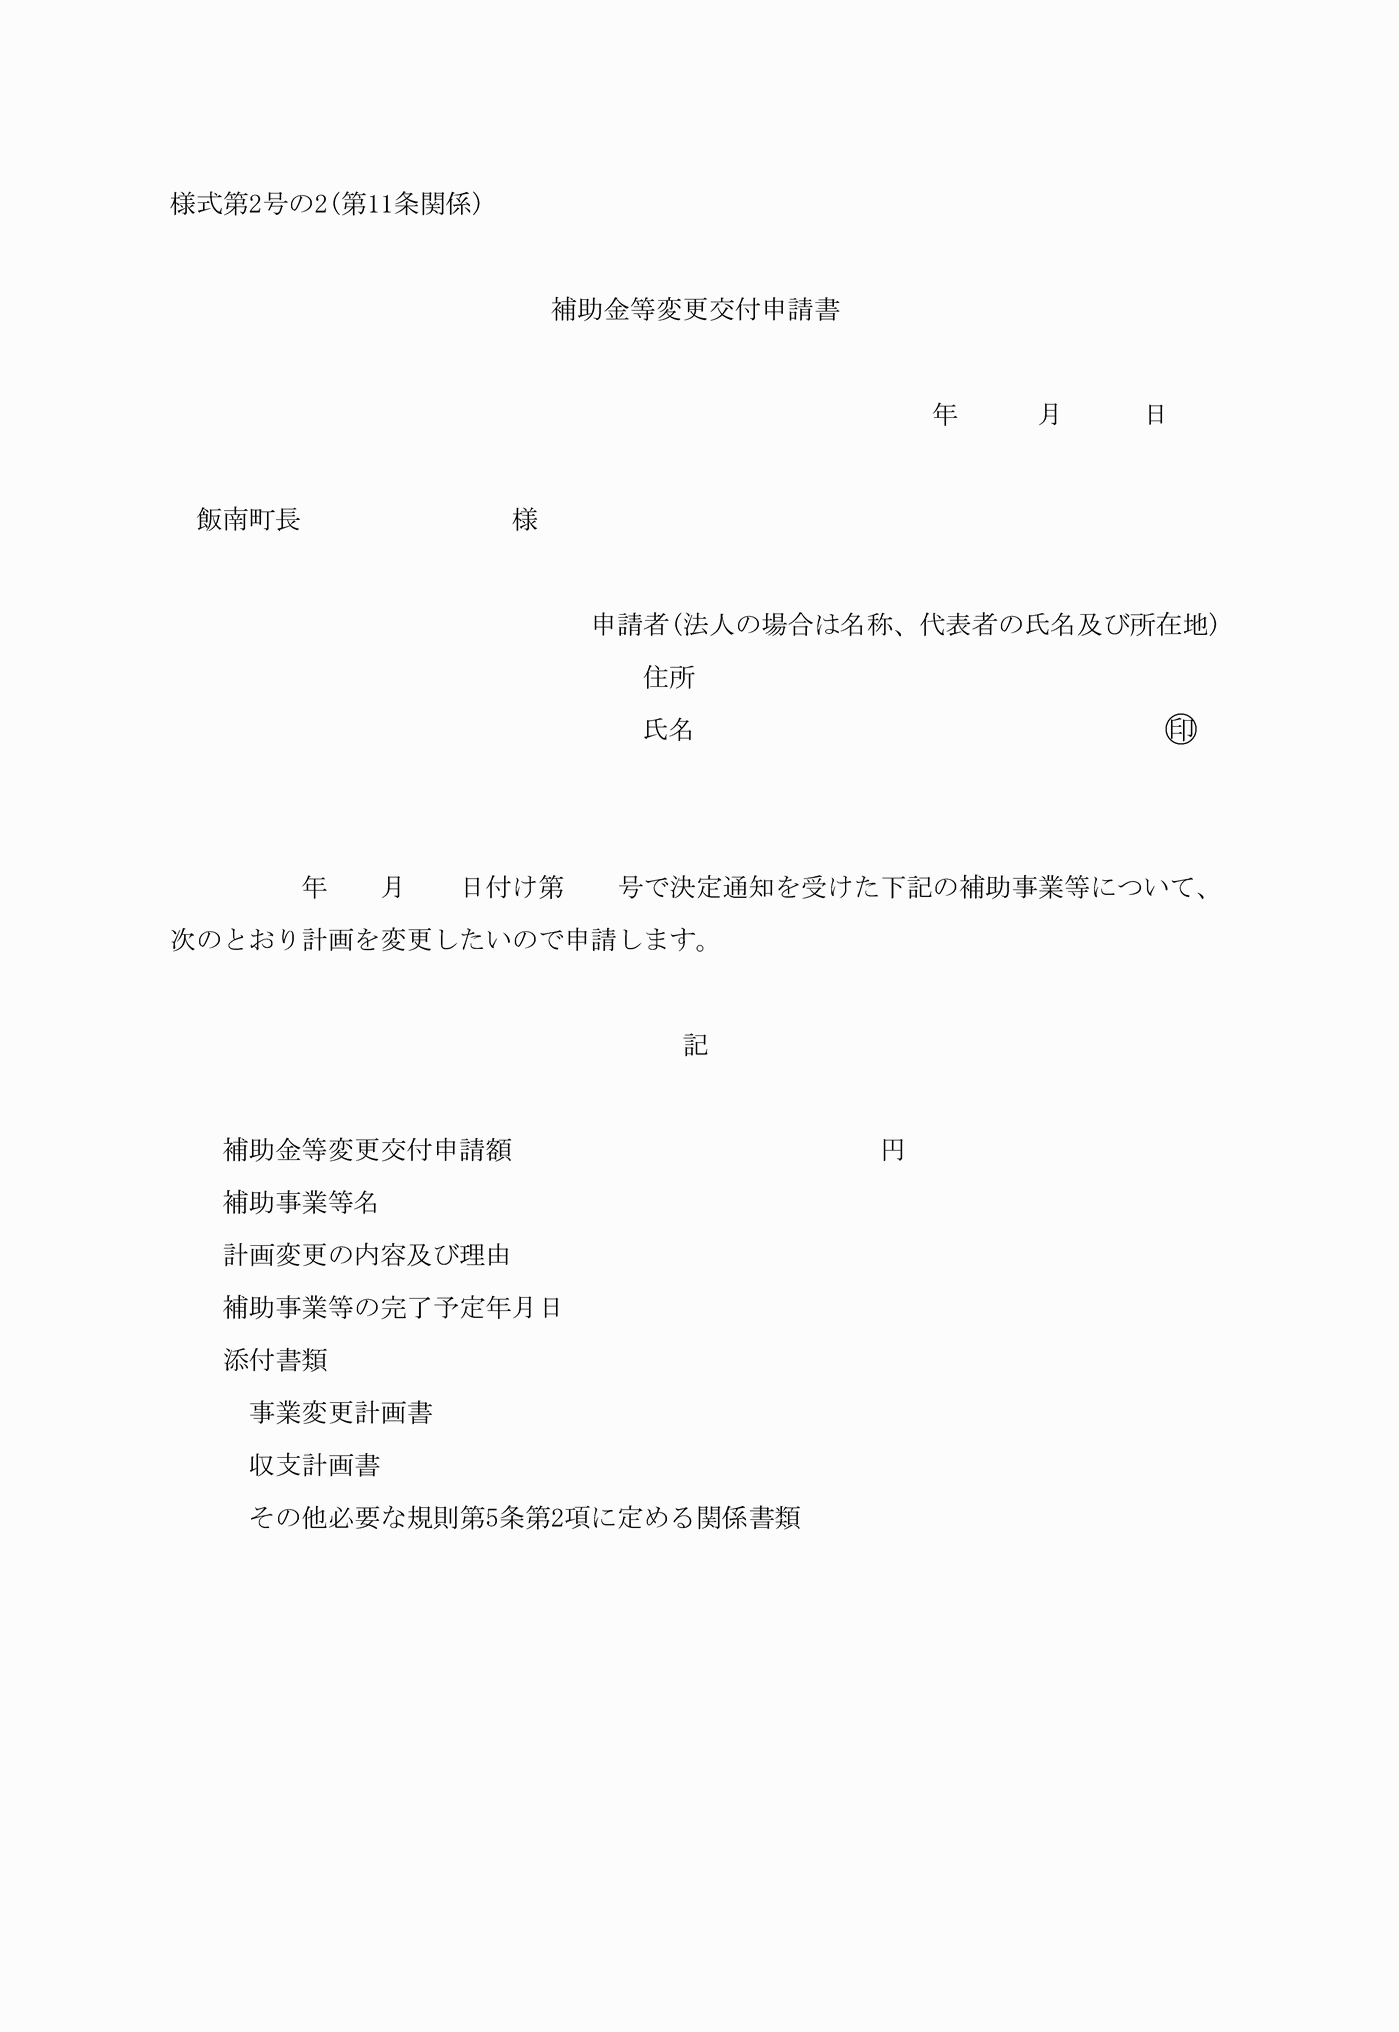 様式第2号の2(第11条関係)
補助金等変更交付申請書
年　　　月　　　日
飯南町長　　　　　　　　様
申請者(法人の場合は名称、代表者の氏名及び所在地)
住所
氏名　　　　　　　　　　　　　　　　　　㊞
年　　月　　日付け第　　号で決定通知を受けた下記の補助事業等について、
次のとおり計画を変更したいので申請します。
記
補助金等変更交付申請額　　　　　　　　　　　　　　円
補助事業等名
計画変更の内容及び理由
補助事業等の完了予定年月日
添付書類
事業変更計画書
収支計画書
その他必要な規則第5条第2項に定める関係書類